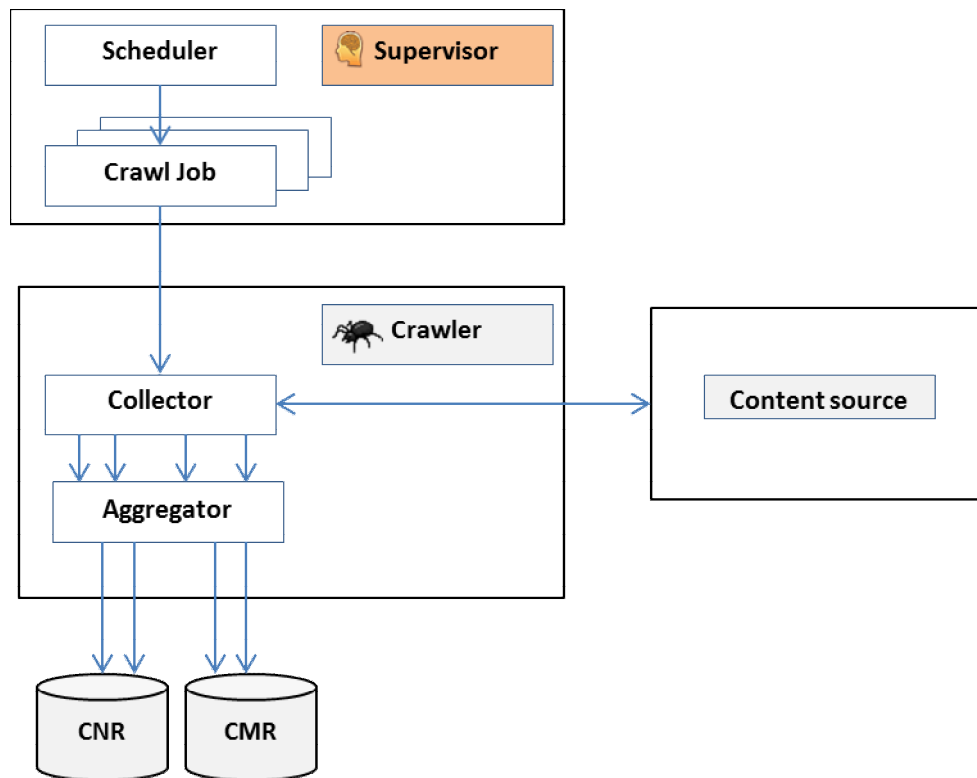 Scheduler
Supervisor
Crawl Job
Crawler
Collector
Content source
Aggregator
CNR
CMR